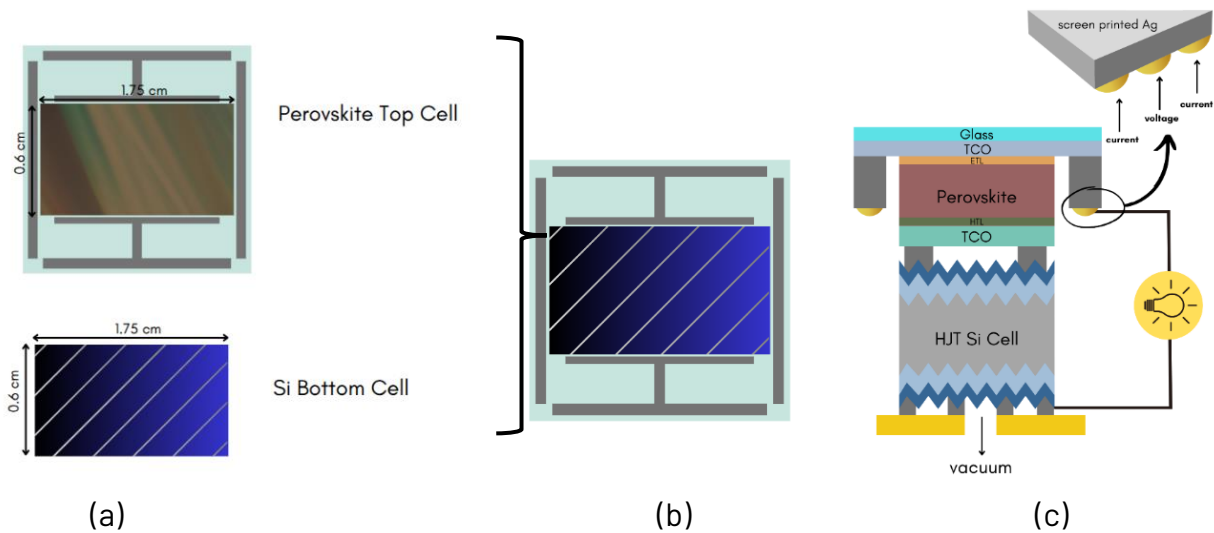 1.75 cm
0.6 cm
Perovskite Top Cell
1.75 cm
0.6 cm
Si Bottom Cell
screen printed Ag
current
voltage
current
Glass
TCO
ETL
Perovskite
HTL
TCO
HJT Si Cell
vacuum
(a)
(b)
(c)